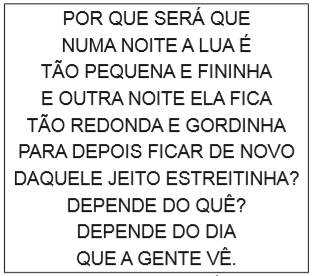 POR QUE SERÁ QUE
NUMA NOITE A LUA É
TÃO PEQUENA E FININHA
E OUTRA NOITE ELA FICA
TÃO REDONDA E GORDINHA
PARA DEPOIS FICAR DE NOVO
DAQUELE JEITO ESTREITINHA?
DEPENDE DO QUÊ?
DEPENDE DO DIA
QUE A GENTE VÊ.